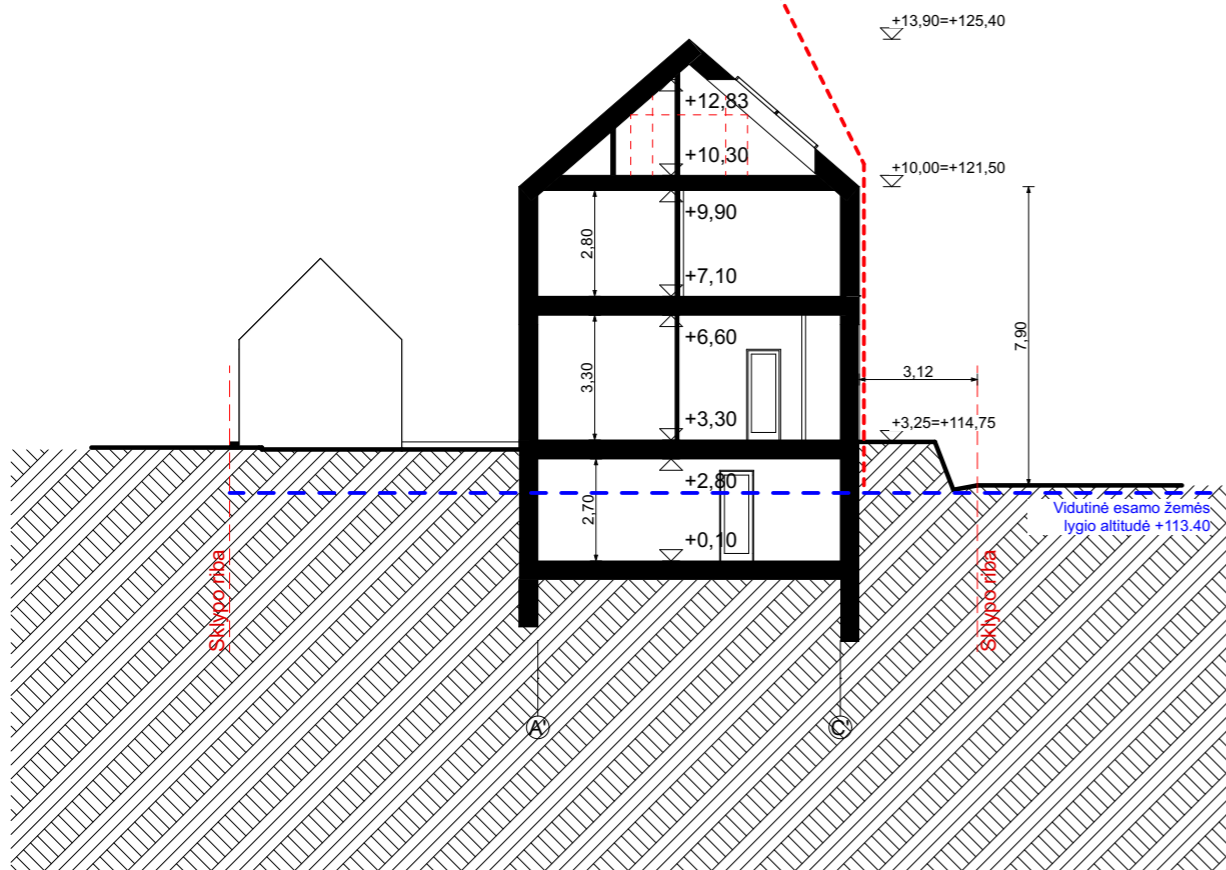 +13,90=+125,40
+12,83
+10,30
+10,00=+121,50
+9,90
2,80
+7,10
+6,60
7,90
3,30
3,12
+3,30
+3,25=+114,75
+2,80
2,70
Vidutinė esamo žemės
lygio altitudė +113.40
+0,10
Sklypo riba
Sklypo riba
A'
C'